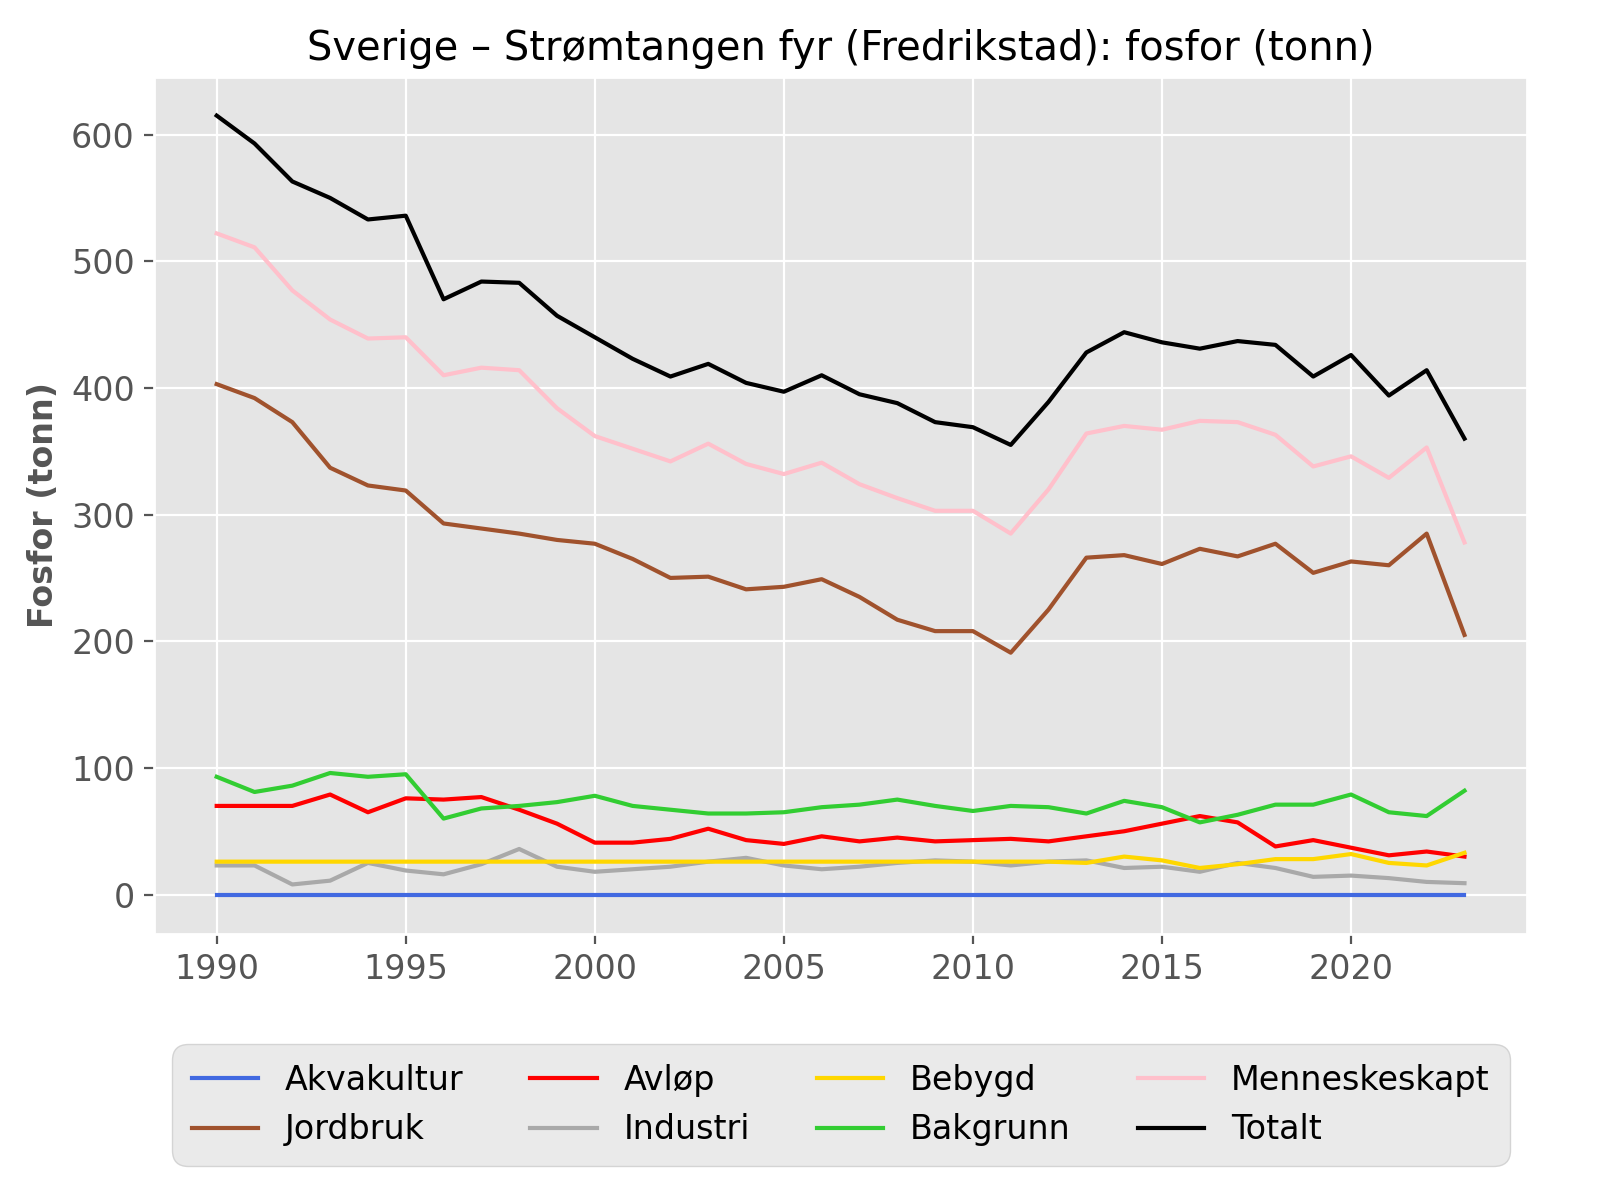 Sverige – Strømtangen fyr (Fredrikstad): fosfor (tonn)
Fosfor (tonn)
600
500
400
300
200
100
0
1990 1995 2000 2005 2010 2015 2020
Akvakultur Avløp Bebygd Menneskeskapt
Jordbruk Industri Bakgrunn Totalt